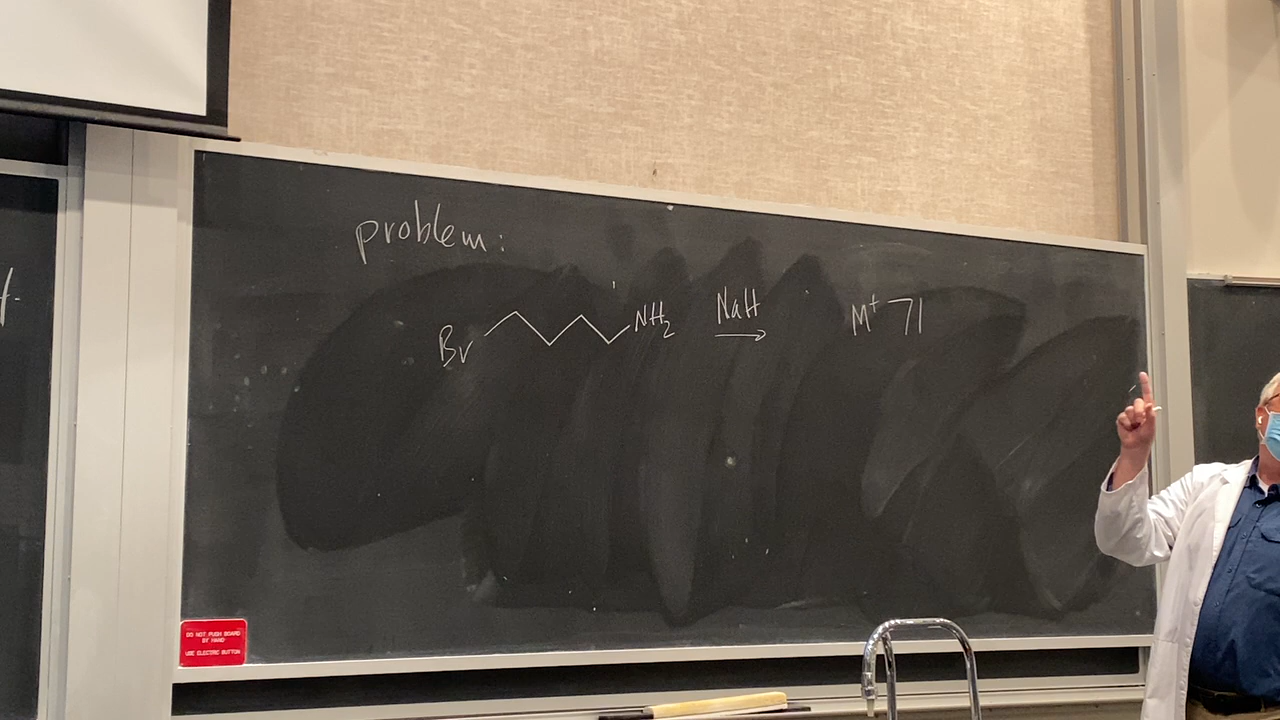 problem:
Br NH2 NaH M+ 71
DO NOT PUSH BOARD
BY HAND
USE ELECTRIC BUTTON